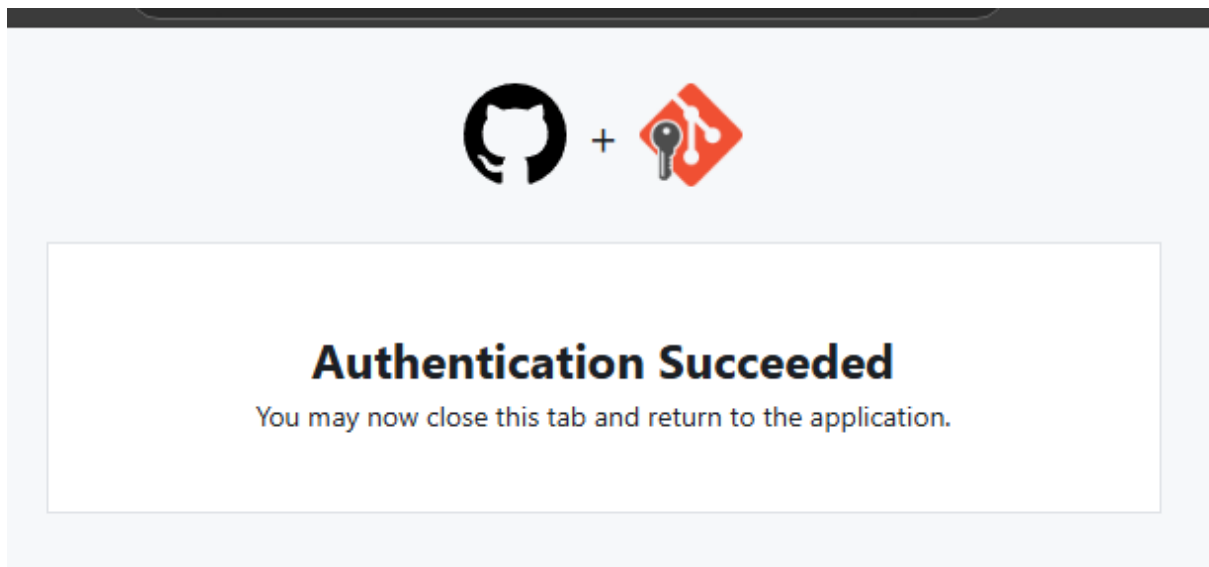 +
Authentication Succeeded
You may now close this tab and return to the application.